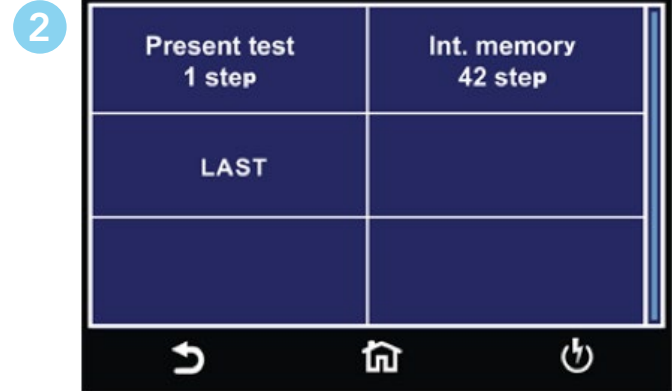 2
Present test
1 step
Int. memory
42 step
LAST